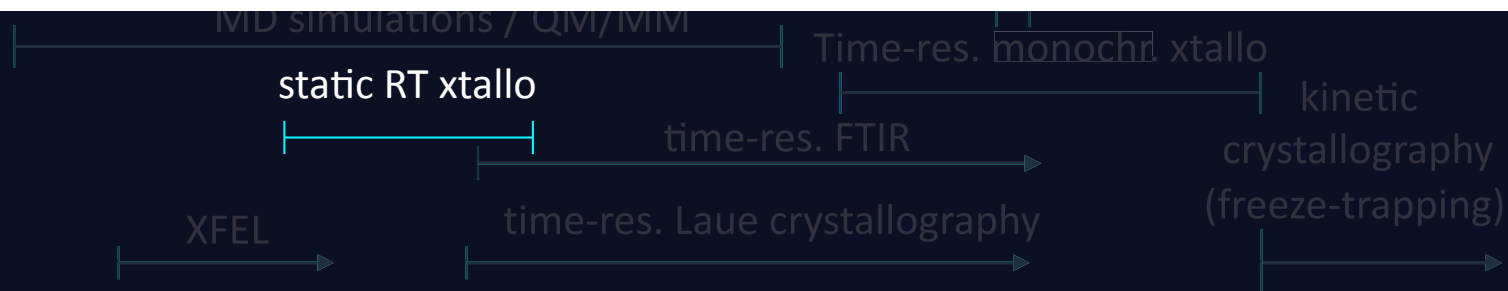 MD simulations / QM/MM
Time-res. monochr. xtallo
static RT xtallo
kinetic
time-res. FTIR
crystallography
(freeze-trapping)
XFEL
time-res. Laue crystallography